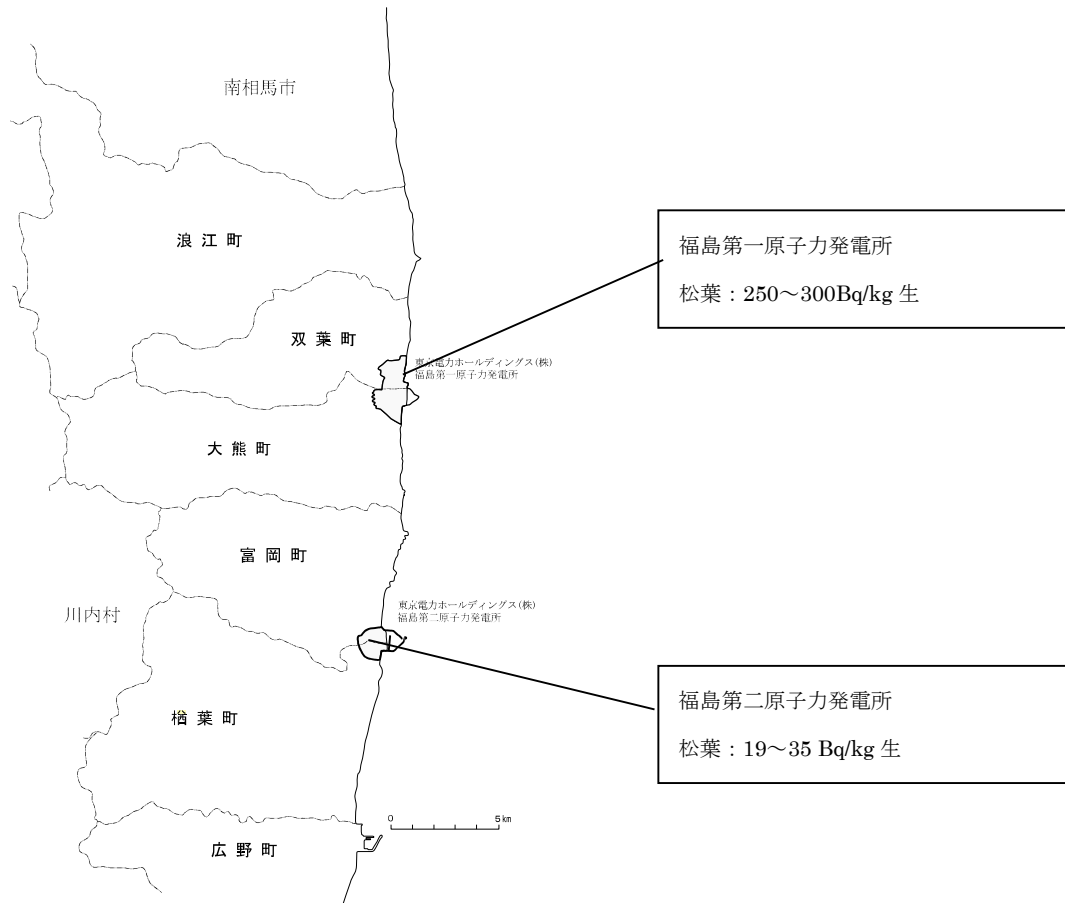 南相馬市
浪江町
福島第一原子力発電所
松葉：250～300Bq/kg 生
双葉町
東京電力ホールディングス(株)
福島第一原子力発電所
大熊町
富岡町
東京電力ホールディングス(株)
福島第二原子力発電所
川内村
福島第二原子力発電所
松葉：19～35 Bq/kg 生
楢葉町
0 5km
広野町